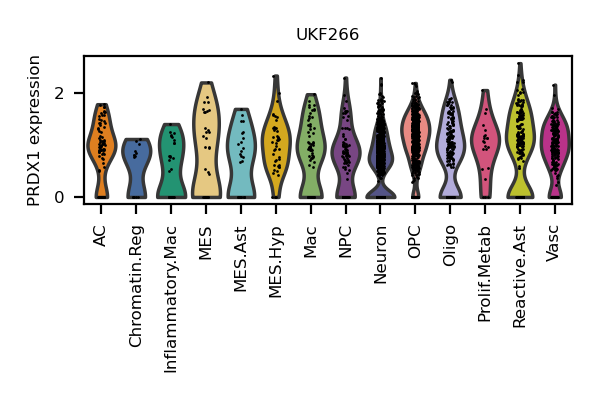 UKF266
PRDX1 expression
2
0
AC
Chromatin.Reg
Inflammatory.Mac
MES
MES.Ast
MES.Hyp
Mac
NPC
Neuron
OPC
Oligo
Prolif.Metab
Reactive.Ast
Vasc